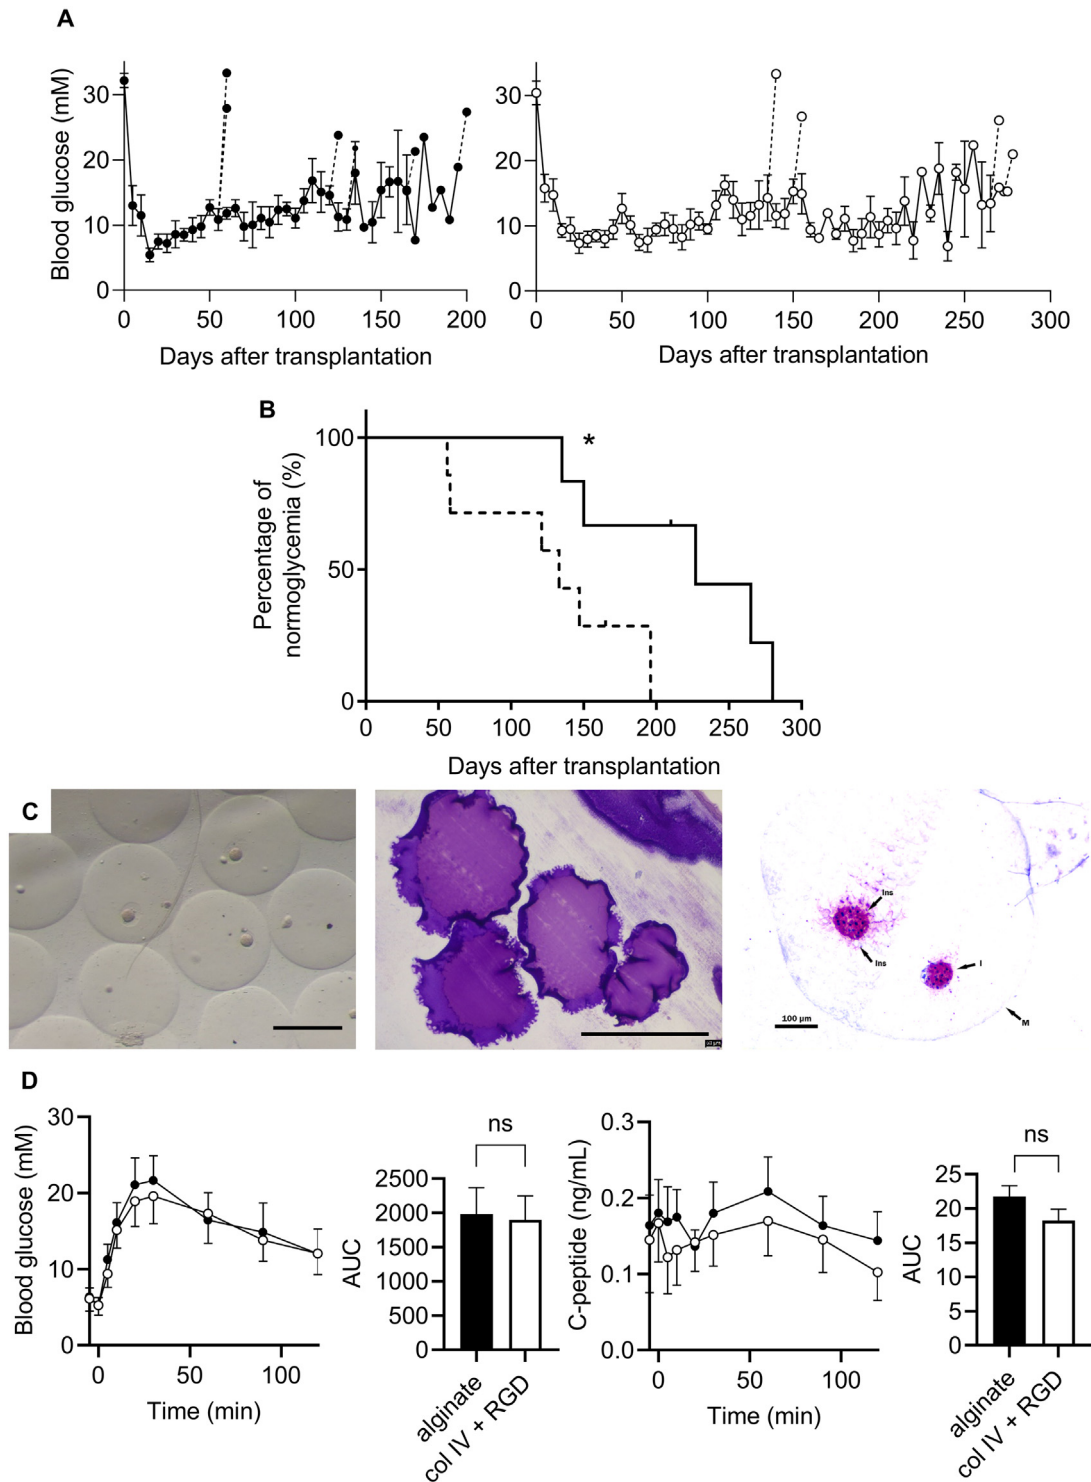 A
Blood glucose (mM)
30
20
10
0
0 50 100 150 200
Days after transplantation
30
20
10
0
0 50 100 150 200 250 300
Days after transplantation
B
Percentage of
normoglycemia (%)
100
50
0
*
0 50 100 150 200 250 300
Days after transplantation
C
Ins
Ins
I
M
100 µm
D
Blood glucose (mM)
30
20
10
0
0 50 100
Time (min)
ns
AUC
2500
2000
1500
1000
500
0
alginate
col IV + RGD
C-peptide (ng/mL)
0.3
0.2
0.1
0.0
0 50 100
Time (min)
ns
AUC
25
20
15
10
5
0
alginate
col IV + RGD